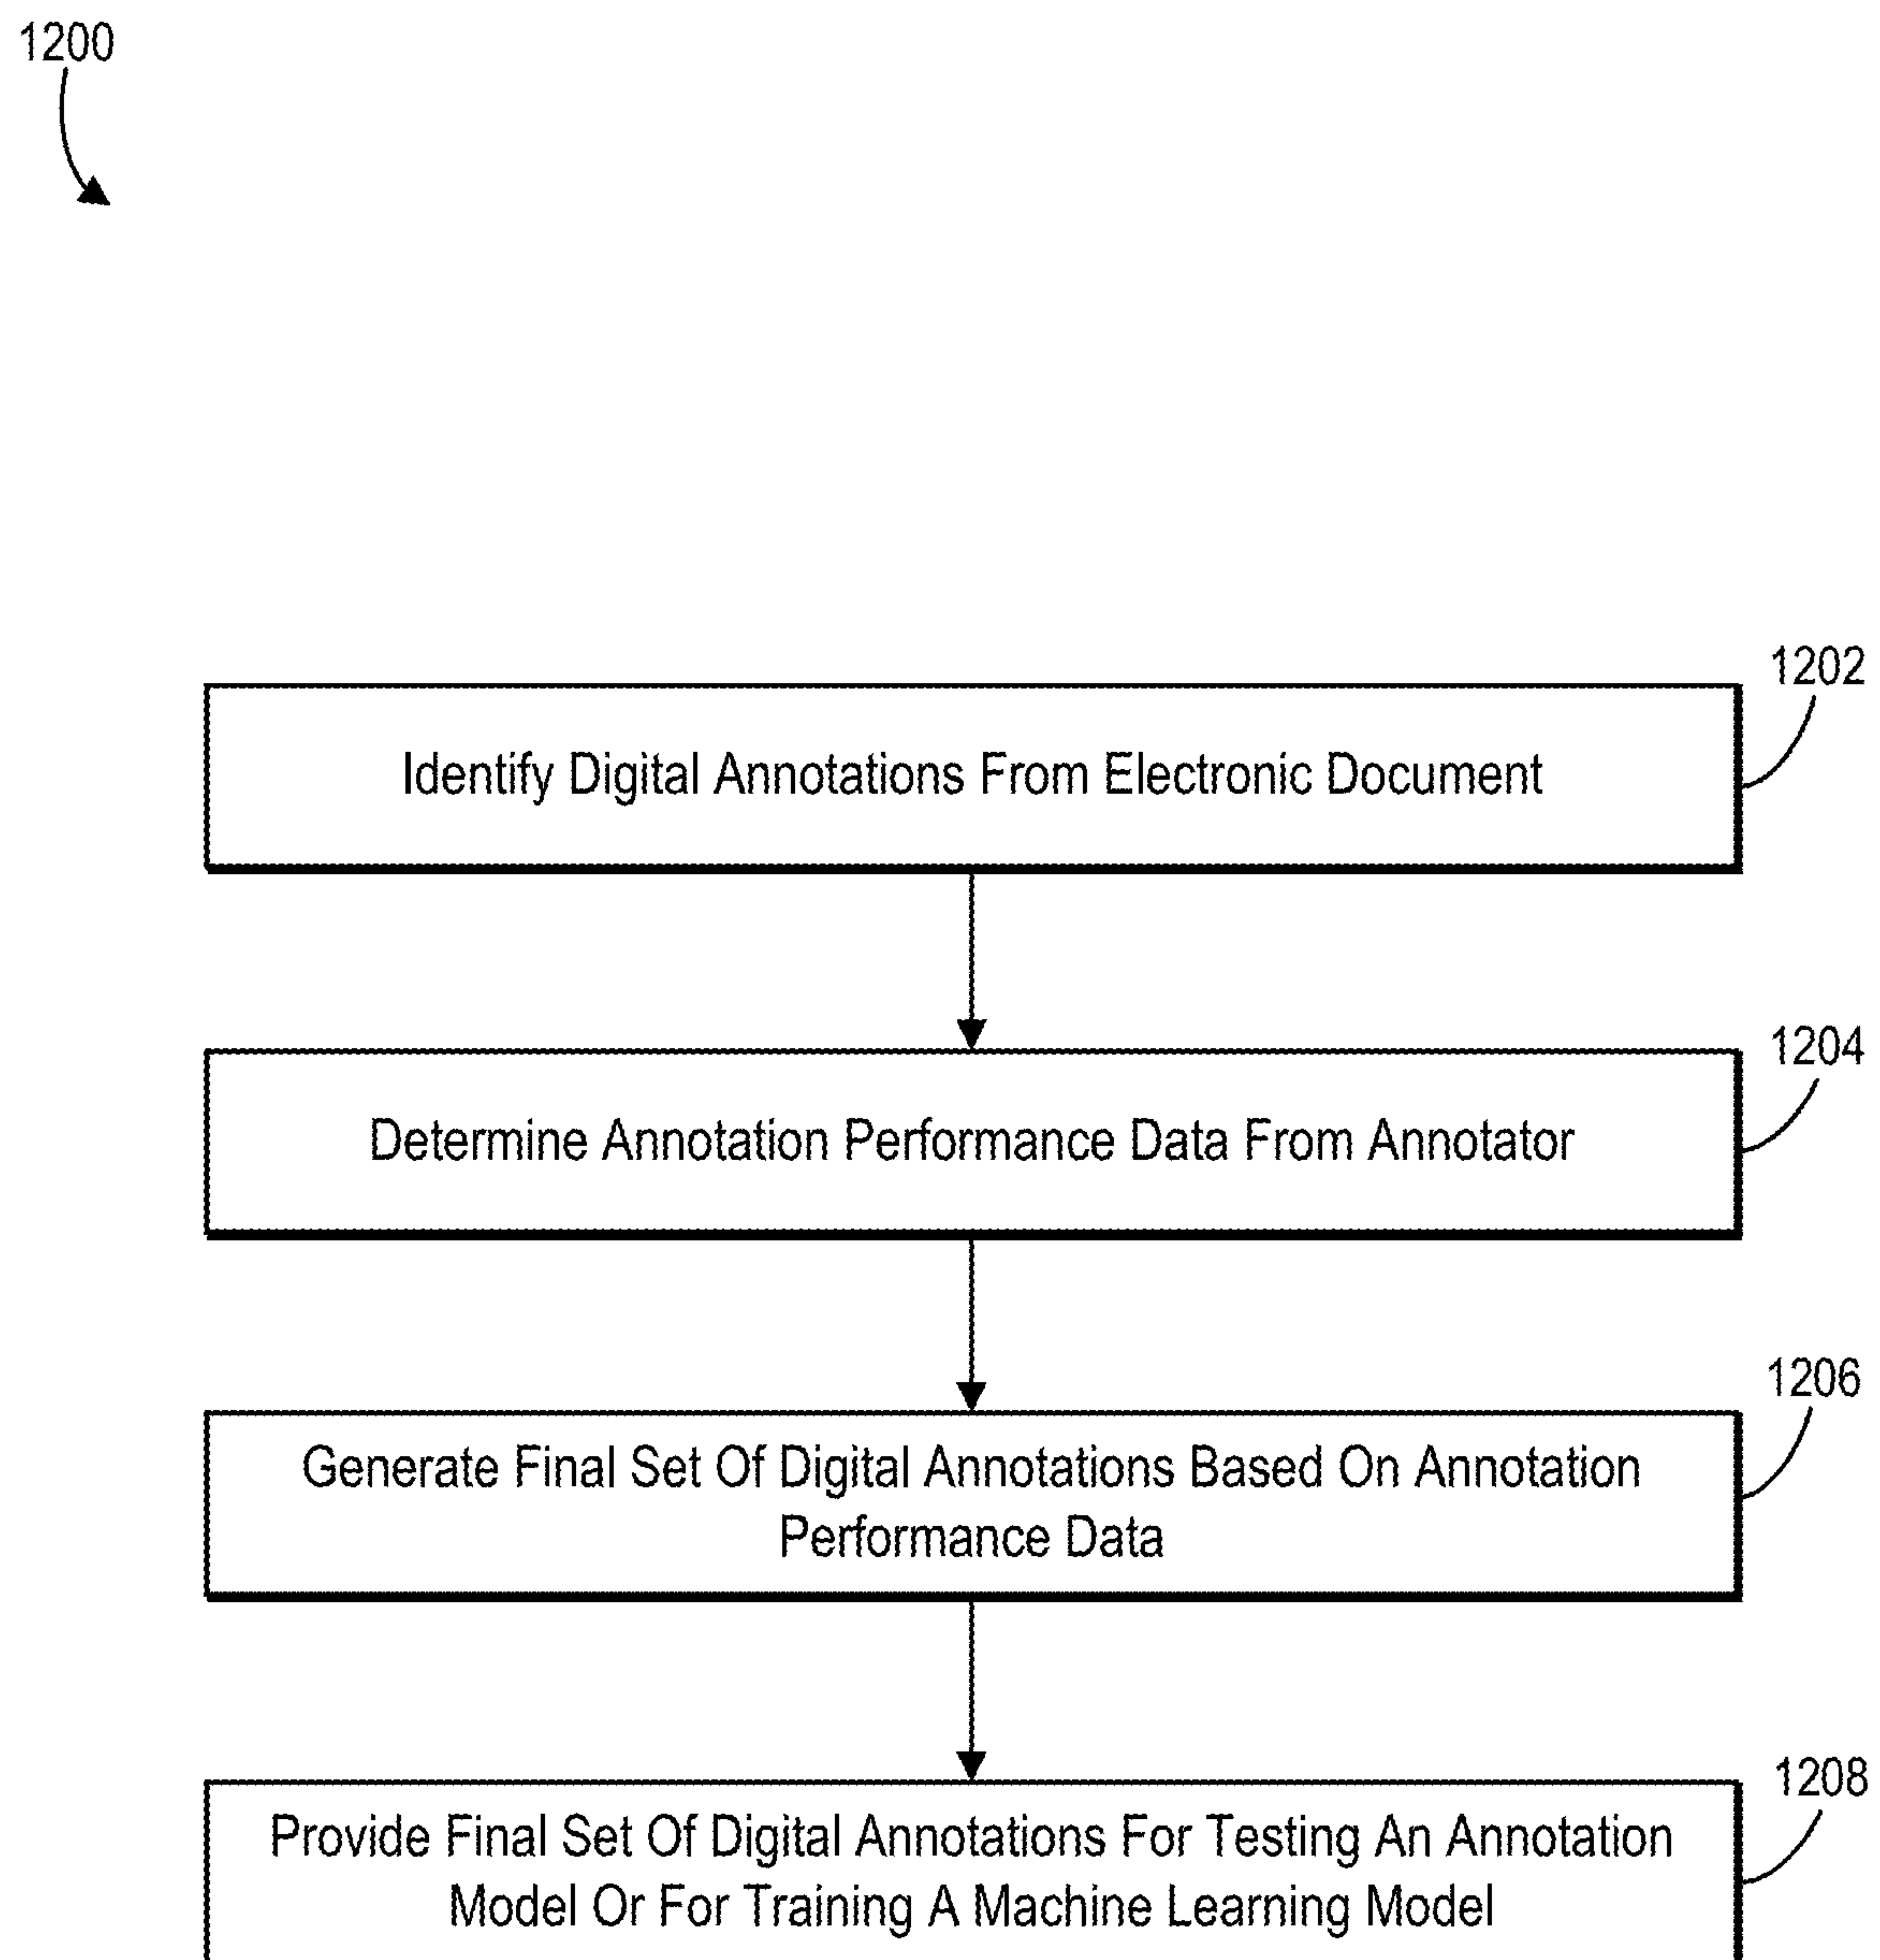 1200
1202
Identify Digital Annotations From Electronic Document
1204
Determine Annotation Performance Data From Annotator
1206
Generate Final Set Of Digital Annotations Based On Annotation
Performance Data
1208
Provide Final Set Of Digital Annotations For Testing An Annotation
Model Or For Training A Machine Learning Model